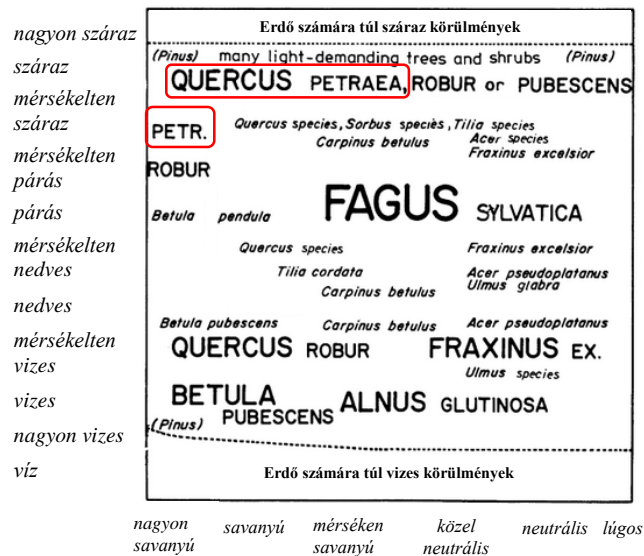 nagyon száraz
száraz
mérsékelten
száraz
mérsékelten
párás
párás
mérsékelten
nedves
nedves
mérsékelten
vizes
vizes
nagyon vizes
víz
Erdő számára túl száraz körülmények
(Pinus) many light-demanding trees and shrubs (Pinus)
QUERCUS PETRAEA, ROBUR or PUBESCENS
PETR. Quercus species, Sorbus speciès, Tilia species
Carpinus betulus Acer species
Fraxinus excelsior
ROBUR
FAGUS SYLVATICA
Betula pendula
Quercus species Fraxinus excelsior
Tilia cordata Acer pseudoplatanus
Carpinus betulus Ulmus glabra
Betula pubescens Carpinus betulus Acer pseudoplatanus
QUERCUS ROBUR FRAXINUS EX.
Ulmus species
BETULA ALNUS GLUTINOSA
PUBESCENS
(Pinus)
Erdő számára túl vizes körülmények
nagyon savanyú
savanyú
mérséken savanyú
közel neutrális
neutrális
lúgos